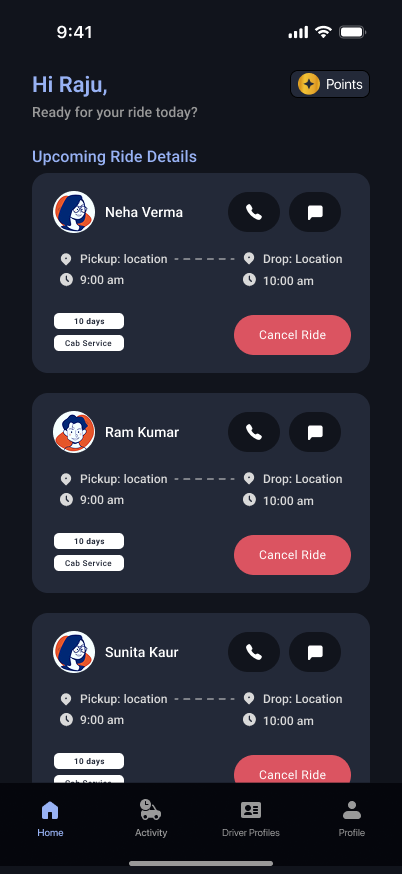 9:41
Hi Raju,
Points
Ready for your ride today?
Upcoming Ride Details
Neha Verma
Pickup: location
Drop: Location
9:00 am
10:00 am
10 days
Cab Service
Cancel Ride
Ram Kumar
Pickup: location
Drop: Location
9:00 am
10:00 am
10 days
Cab Service
Cancel Ride
Sunita Kaur
Pickup: location
Drop: Location
9:00 am
10:00 am
10 days
Cab Service
Cancel Ride
Home
Activity
Driver Profiles
Profile